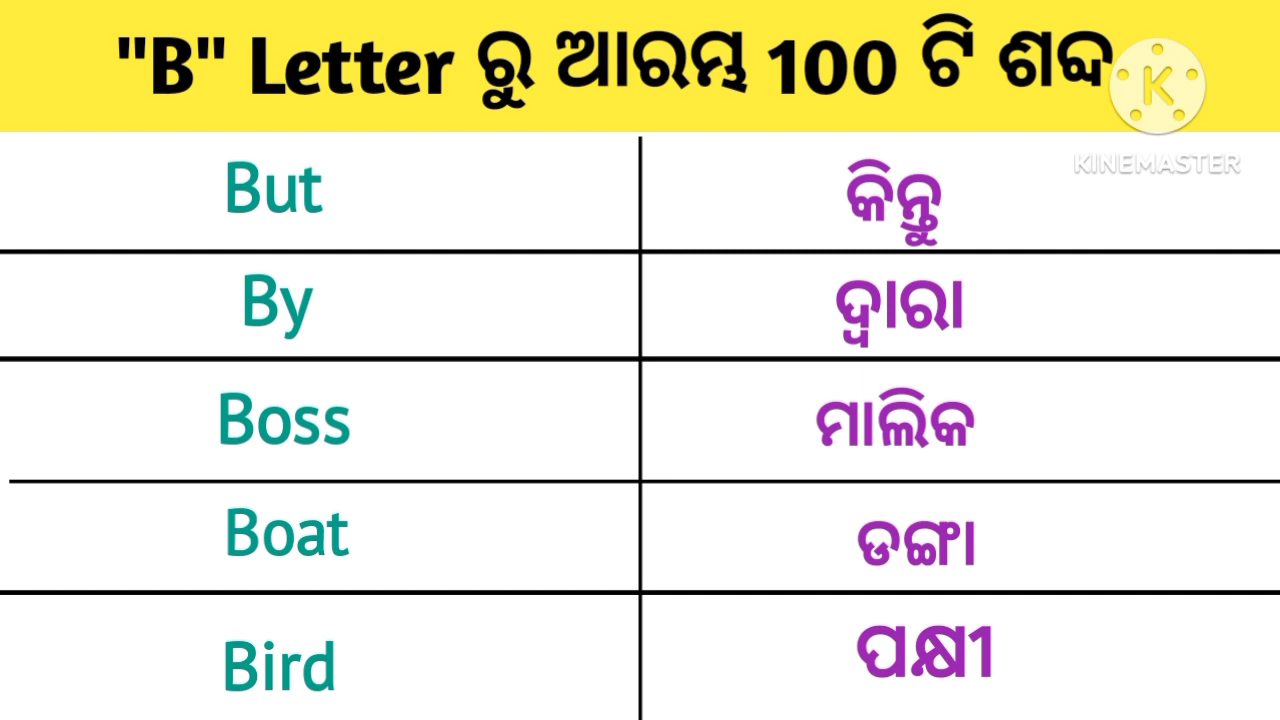 "B" Letter ରୁ ଆରମ୍ଭ 100 ଟି ଶବ୍ଦ
K
KINEMASTER
But କିନ୍ତୁ
By ଦ୍ୱାରା
Boss ମାଲିକ
Boat ଡଙ୍ଗା
Bird ପକ୍ଷୀ